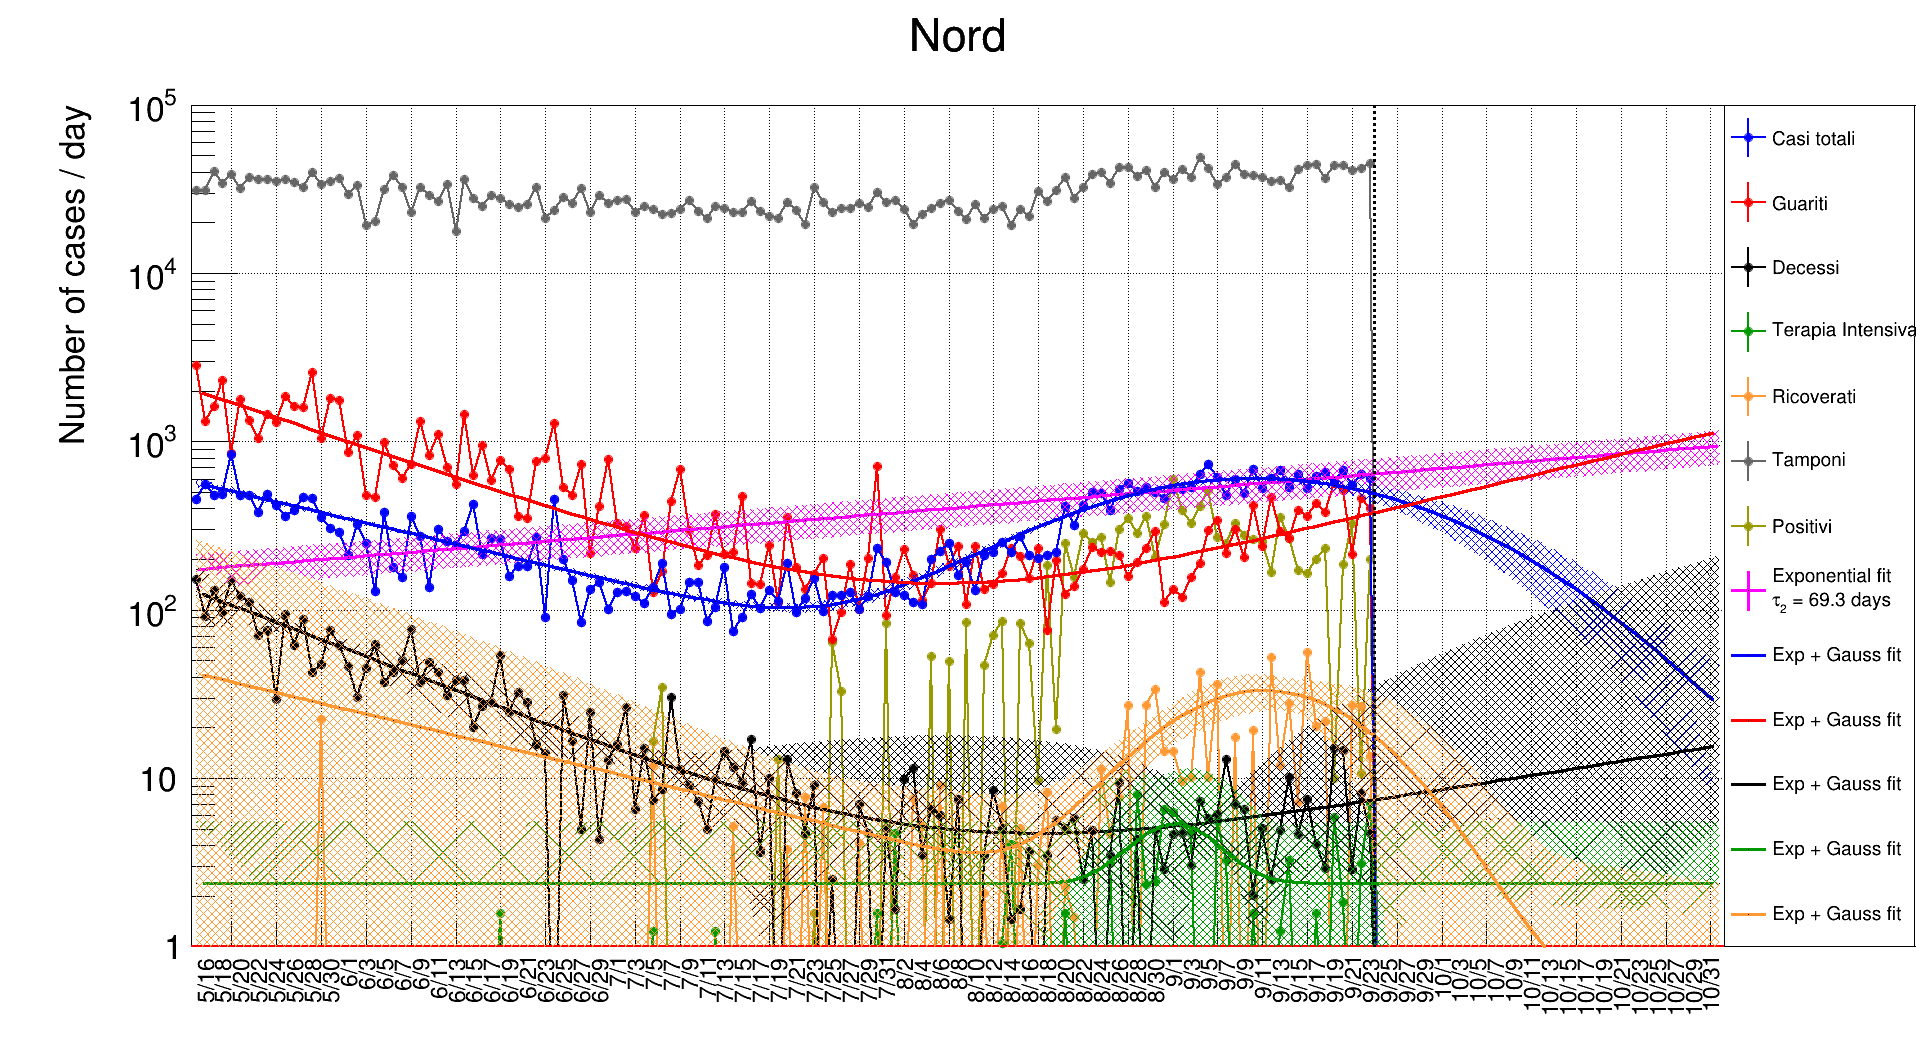 Nord
Number of cases / day
10⁵
10⁴
10³
10²
10
1
5/16 5/18 5/20 5/22 5/24 5/26 5/28 5/30 6/1 6/3 6/5 6/7 6/9 6/11 6/13 6/15 6/17 6/19 6/21 6/23 6/25 6/27 6/29 7/1 7/3 7/5 7/7 7/9 7/11 7/13 7/15 7/17 7/19 7/21 7/23 7/25 7/27 7/29 7/31 8/2 8/4 8/6 8/8 8/10 8/12 8/14 8/16 8/18 8/20 8/22 8/24 8/26 8/28 8/30 9/1 9/3 9/5 9/7 9/9 9/11 9/13 9/15 9/17 9/19 9/21 9/23 9/25 9/27 9/29 10/1 10/3 10/5 10/7 10/9 10/11 10/13 10/15 10/17 10/19 10/21 10/23 10/25 10/27 10/29 10/31
Casi totali
Guariti
Decessi
Terapia Intensiva
Ricoverati
Tamponi
Positivi
Exponential fit
τ₂ = 69.3 days
Exp + Gauss fit
Exp + Gauss fit
Exp + Gauss fit
Exp + Gauss fit
Exp + Gauss fit